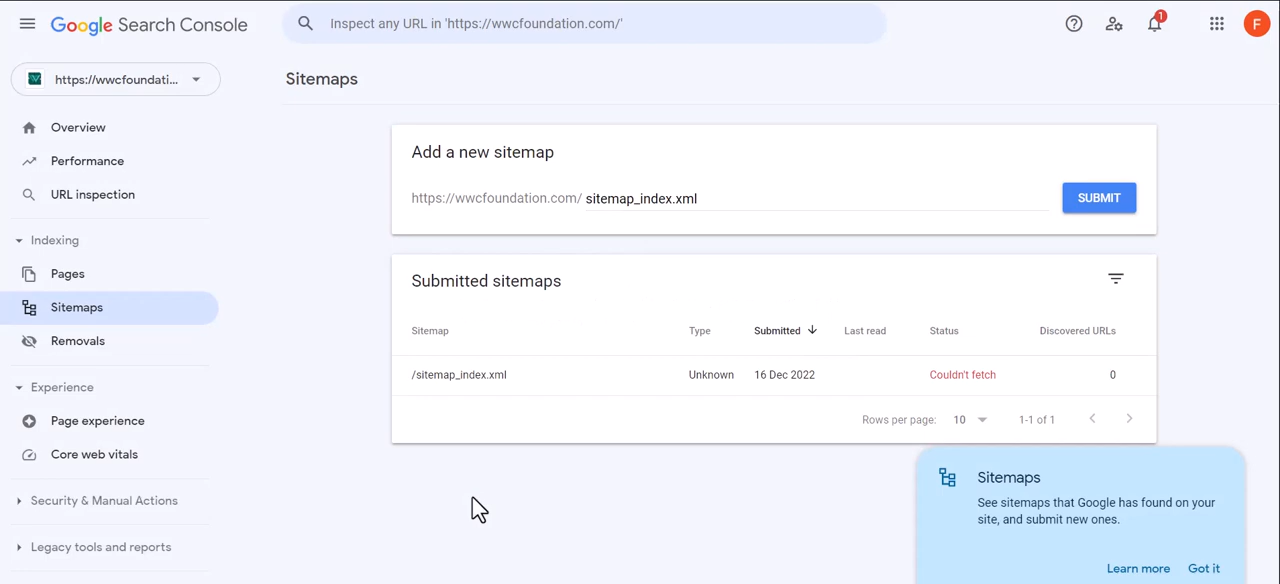 Google Search Console
Inspect any URL in 'https://wwcfoundation.com/'
1
F
https://wwcfoundati...
Sitemaps
Overview
Performance
URL inspection
Indexing
Pages
Sitemaps
Removals
Experience
Page experience
Core web vitals
Security & Manual Actions
Legacy tools and reports
Add a new sitemap
https://wwcfoundation.com/ sitemap_index.xml
SUBMIT
Submitted sitemaps
Sitemap Type Submitted Last read Status Discovered URLs
/sitemap_index.xml Unknown 16 Dec 2022 Couldn't fetch 0
Rows per page: 10 1-1 of 1
Sitemaps
See sitemaps that Google has found on your
site, and submit new ones.
Learn more Got it